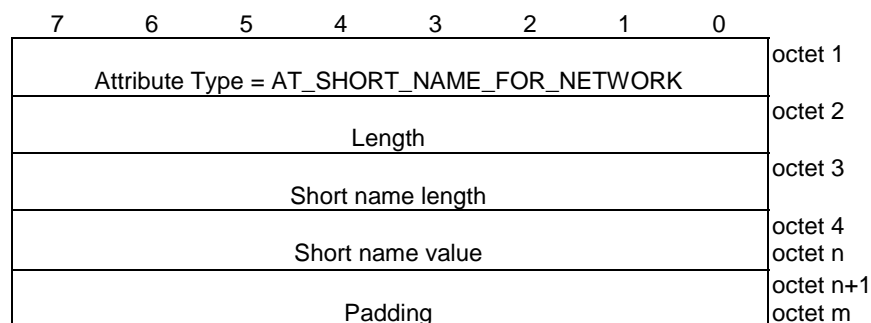 7 6 5 4 3 2 1 0
octet 1
Attribute Type = AT_SHORT_NAME_FOR_NETWORK
octet 2
Length
octet 3
Short name length
octet 4
Short name value octet n
octet n+1
Padding octet m